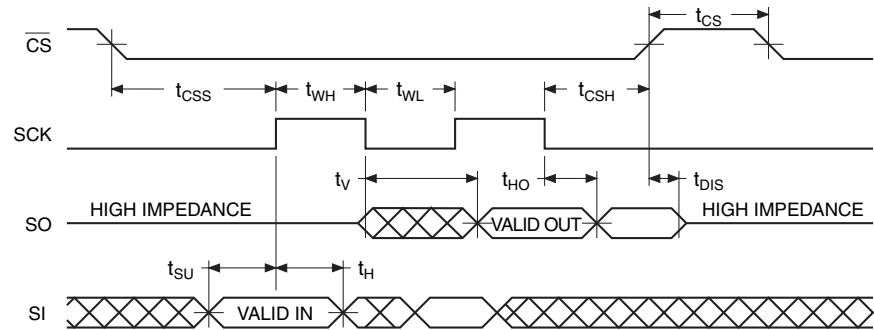 t_CS
CS
t_CSS t_WH t_WL t_CSH
SCK
t_V t_HO t_DIS
HIGH IMPEDANCE VALID OUT HIGH IMPEDANCE
SO
t_SU t_H
SI VALID IN